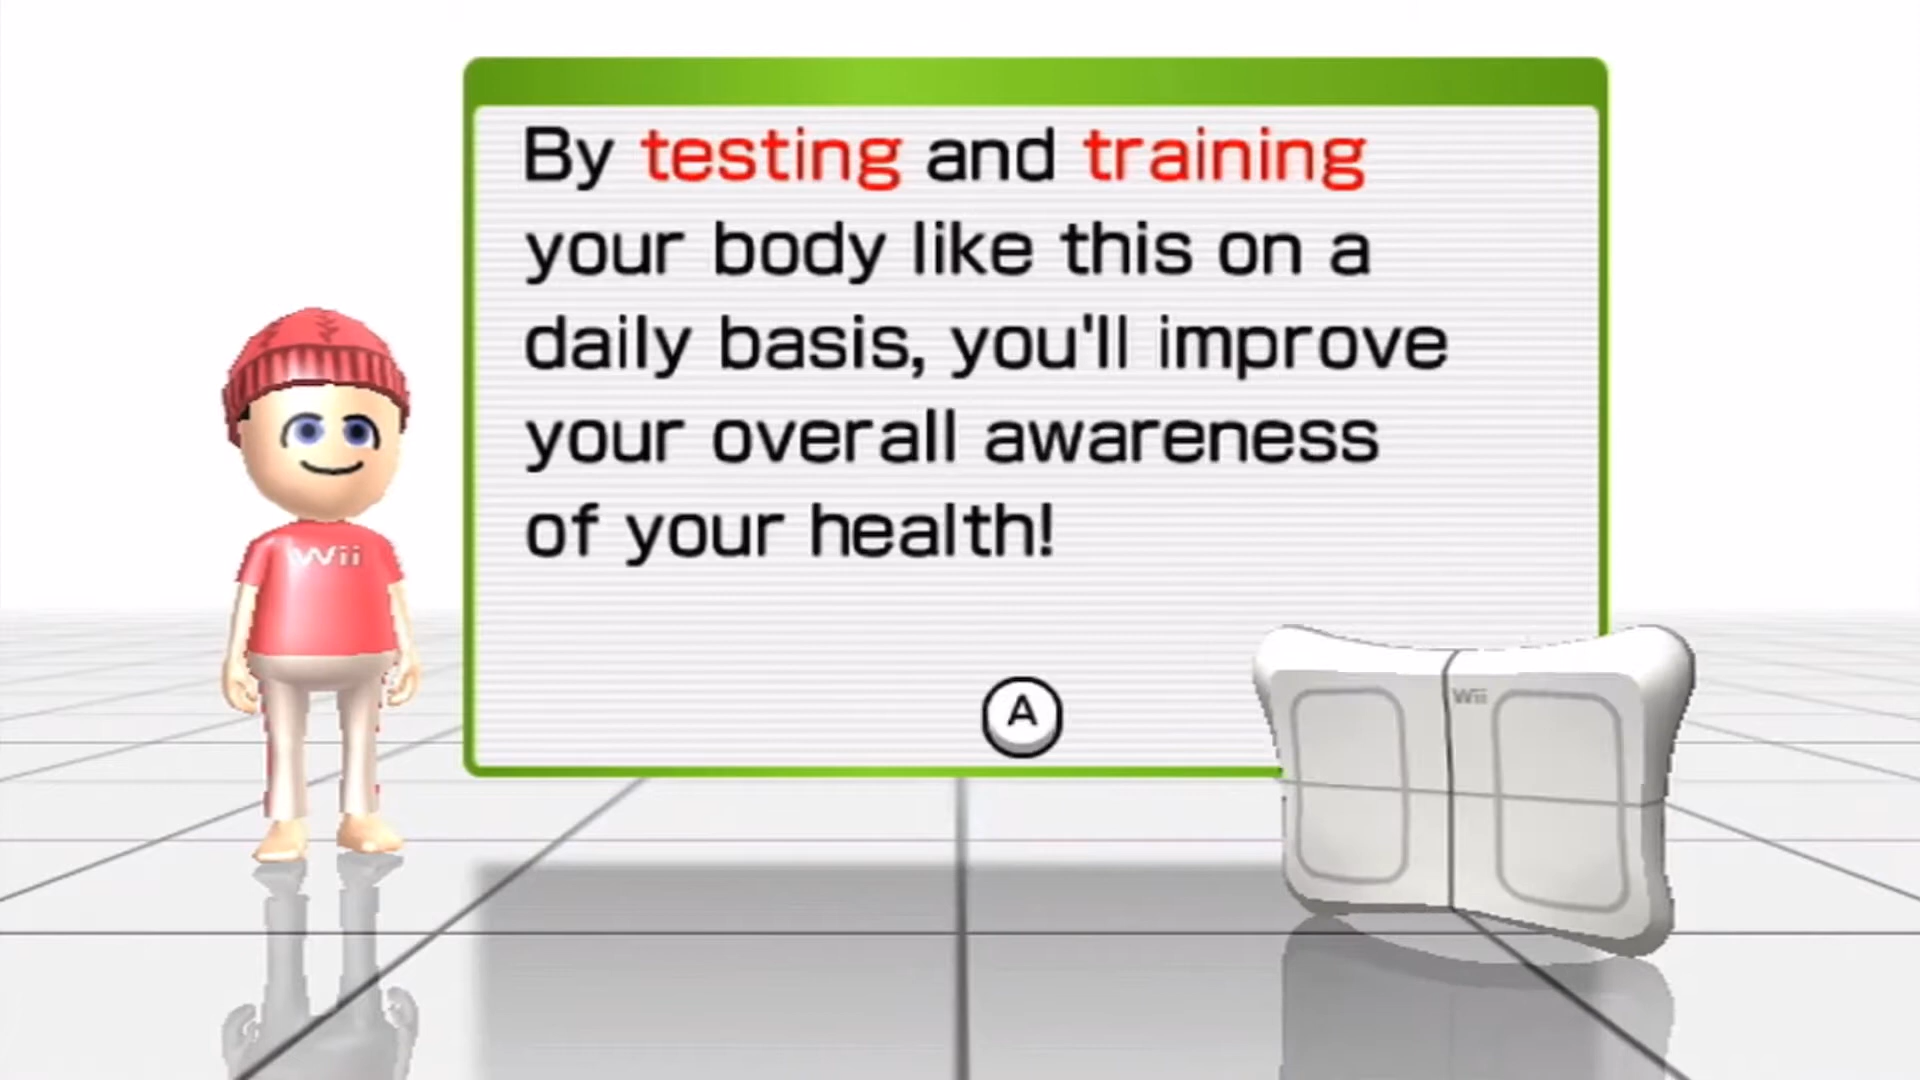 By testing and training
your body like this on a
daily basis, you'll improve
your overall awareness
of your health!
Wii
Wii
A